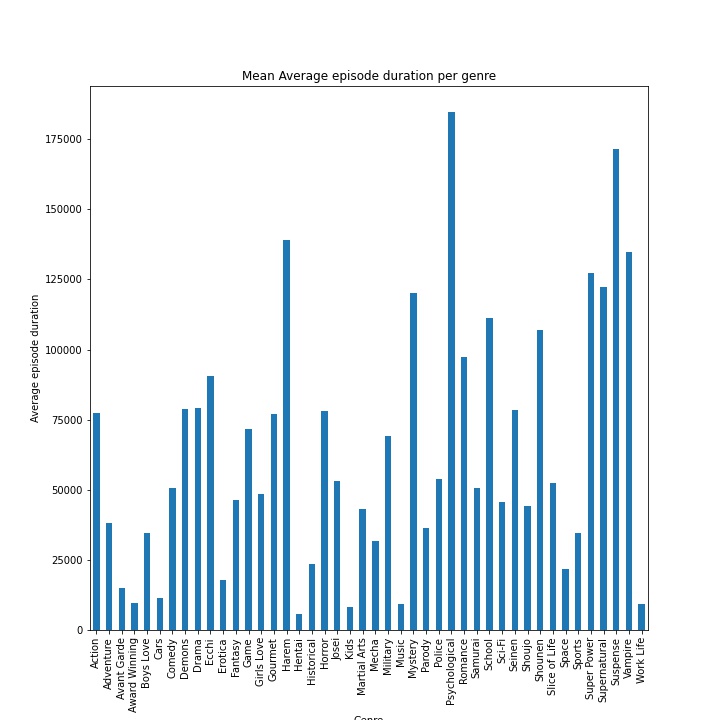 Mean Average episode duration per genre
Average episode duration
175000
150000
125000
100000
75000
50000
25000
0
Action
Adventure
Avant Garde
Award Winning
Boys Love
Cars
Comedy
Demons
Drama
Ecchi
Erotica
Fantasy
Game
Girls Love
Gourmet
Harem
Hentai
Historical
Horror
Josei
Kids
Martial Arts
Mecha
Military
Music
Mystery
Parody
Police
Psychological
Romance
Samurai
School
Sci-Fi
Seinen
Shoujo
Shounen
Slice of Life
Space
Sports
Super Power
Supernatural
Suspense
Vampire
Work Life
Genre